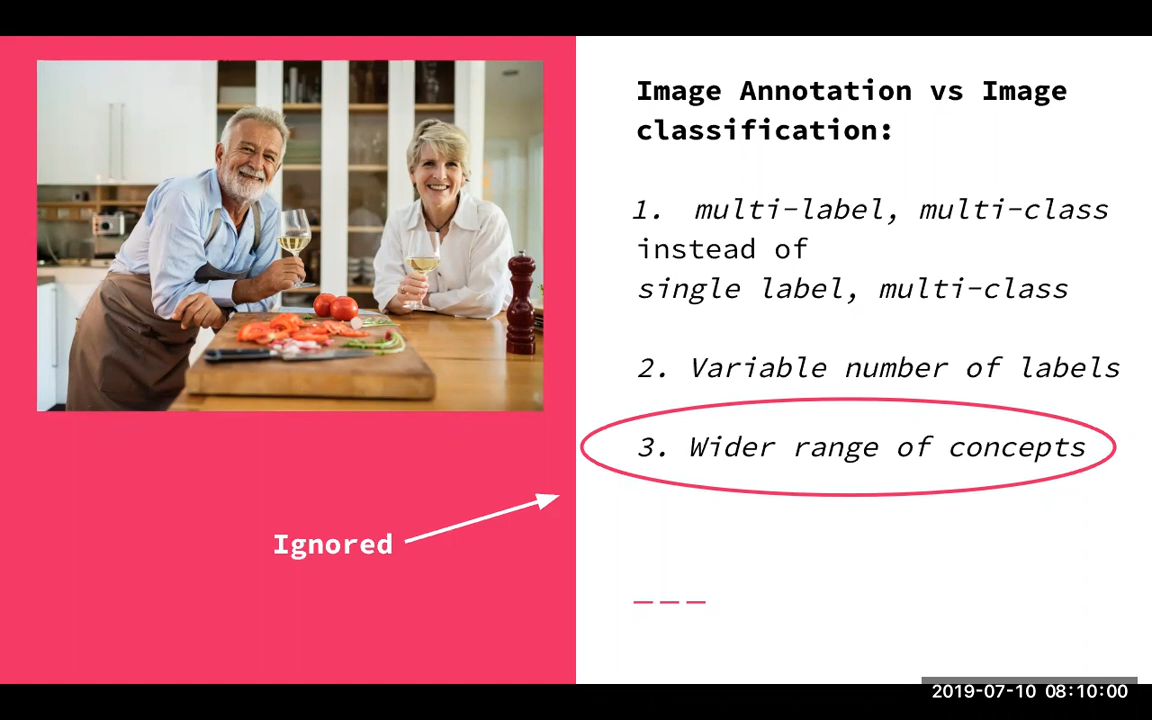 Image Annotation vs Image
classification:
1. multi-label, multi-class
instead of
single label, multi-class
2. Variable number of labels
3. Wider range of concepts
Ignored
2019-07-10 08:10:00